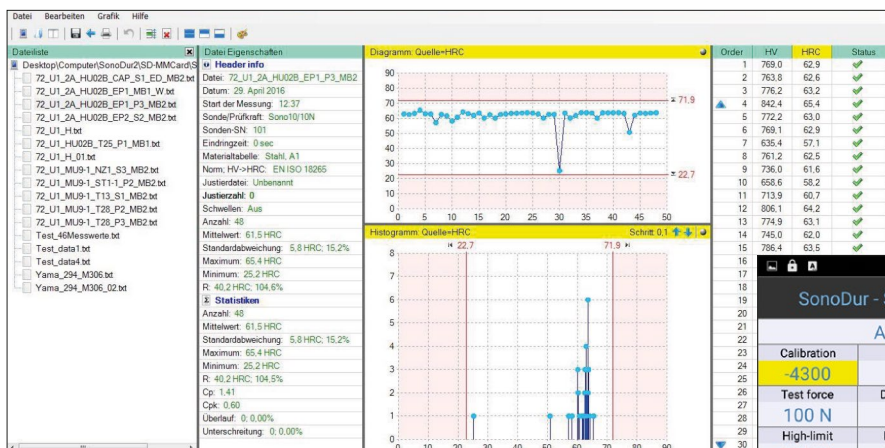 Datei Bearbeiten Grafik Hilfe
Dateiliste
Desktop\Computer\SonoDur2\SD-MMCard\S
72_U1_2A_HU02B_CAP_S1_ED_MB2.txt
72_U1_2A_HU02B_EP1_MB1_W.txt
72_U1_2A_HU02B_EP1_P3_MB2.txt
72_U1_2A_HU02B_EP2_S2_MB2.txt
72_U1_H.txt
72_U1_HU02B_T25_P1_MB1.txt
72_U1_H_01.txt
72_U1_MU9-1_NZ1_S3_MB2.txt
72_U1_MU9-1_ST1-1_P2_MB2.txt
72_U1_MU9-1_T13_S1_MB2.txt
72_U1_MU9-1_T28_P2_MB2.txt
72_U1_MU9-1_T28_P3_MB2.txt
Test_46Messwerte.txt
Test_data1.txt
Test_data4.txt
Yama_294_M306.txt
Yama_294_M306_02.txt
Datei Eigenschaften
Header info
Datei: 72_U1_2A_HU02B_EP1_P3_MB2
Datum: 29. April 2016
Start der Messung: 12:37
Sonde/Prüfkraft: Sono10/10N
Sonden-SN: 101
Eindringzeit: 0 sec
Materialtabelle: Stahl, A1
Norm; HV->HRC: EN ISO 18265
Justierdatei: Unbenannt
Justierzahl: 0
Schwellen: Aus
Anzahl: 48
Mittelwert: 61,5 HRC
Standardabweichung: 5,8 HRC; 15,2%
Maximum: 65,4 HRC
Minimum: 25,2 HRC
R: 40,2 HRC; 104,6%
Σ Statistiken
Anzahl: 48
Mittelwert: 61,5 HRC
Standardabweichung: 5,8 HRC; 15,2%
Maximum: 65,4 HRC
Minimum: 25,2 HRC
R: 40,2 HRC; 104,5%
Cp: 1,41
Cpk: 0,60
Überlauf: 0; 0,00%
Unterschreitung: 0; 0,00%
Diagramm: Quelle=HRC
90
80
70
60
50
40
30
20
10
0
71,9
22,7
0 5 10 15 20 25 30 35 40 45 50
Histogramm: Quelle=HRC Schritt: 0,1
22,7 71,9
8
7
6
5
4
3
2
1
0
0 10 20 30 40 50 60 70 80 90
Order HV HRC Status
1 769,0 62,9
2 763,8 62,6
3 776,2 63,2
4 842,4 65,4
5 772,2 63,0
6 769,1 62,9
7 635,4 57,1
8 761,2 62,5
9 736,0 61,6
10 658,6 58,2
11 713,9 60,7
12 806,1 64,2
13 774,9 63,1
14 745,0 62,0
15 786,4 63,5
16
17
18
19
20
21
22
23
24
25
26
27
28
29
30
A
SonoDur - S
A
Calibration
-4300
Test force D
100 N
High-limit